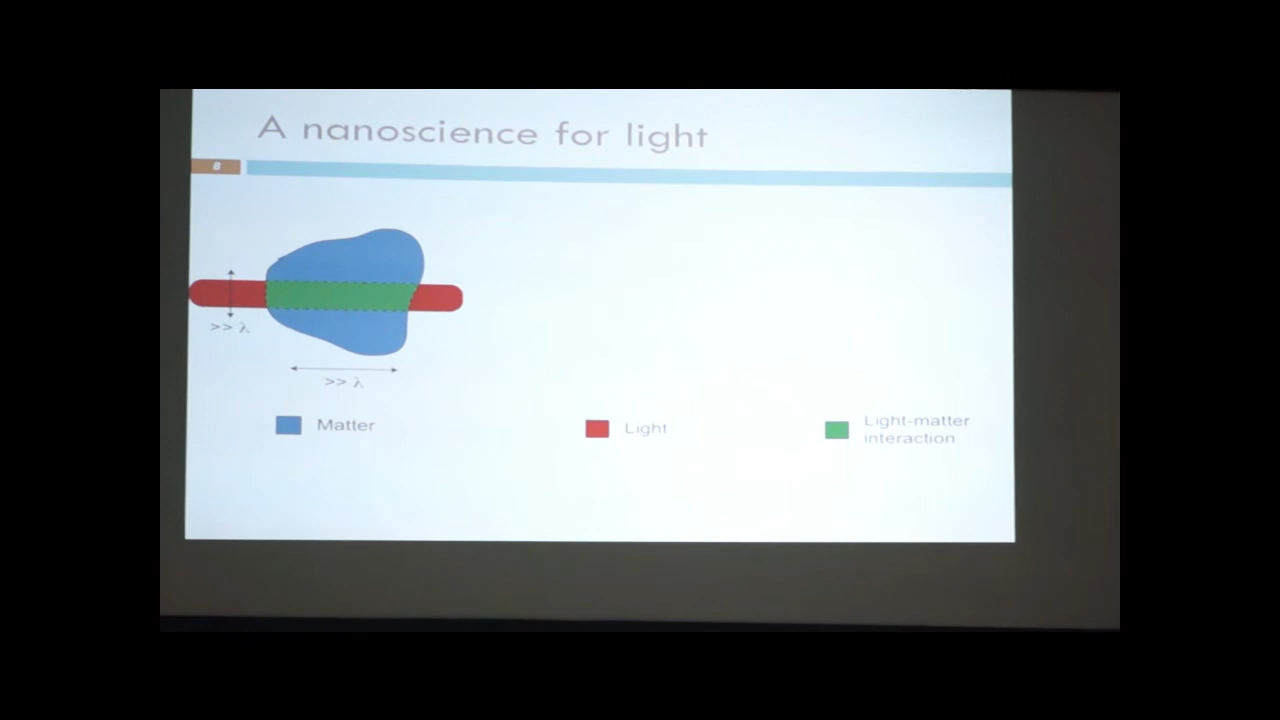 A nanoscience for light
8
>> λ
>> λ
Matter
Light
Light-matter
interaction